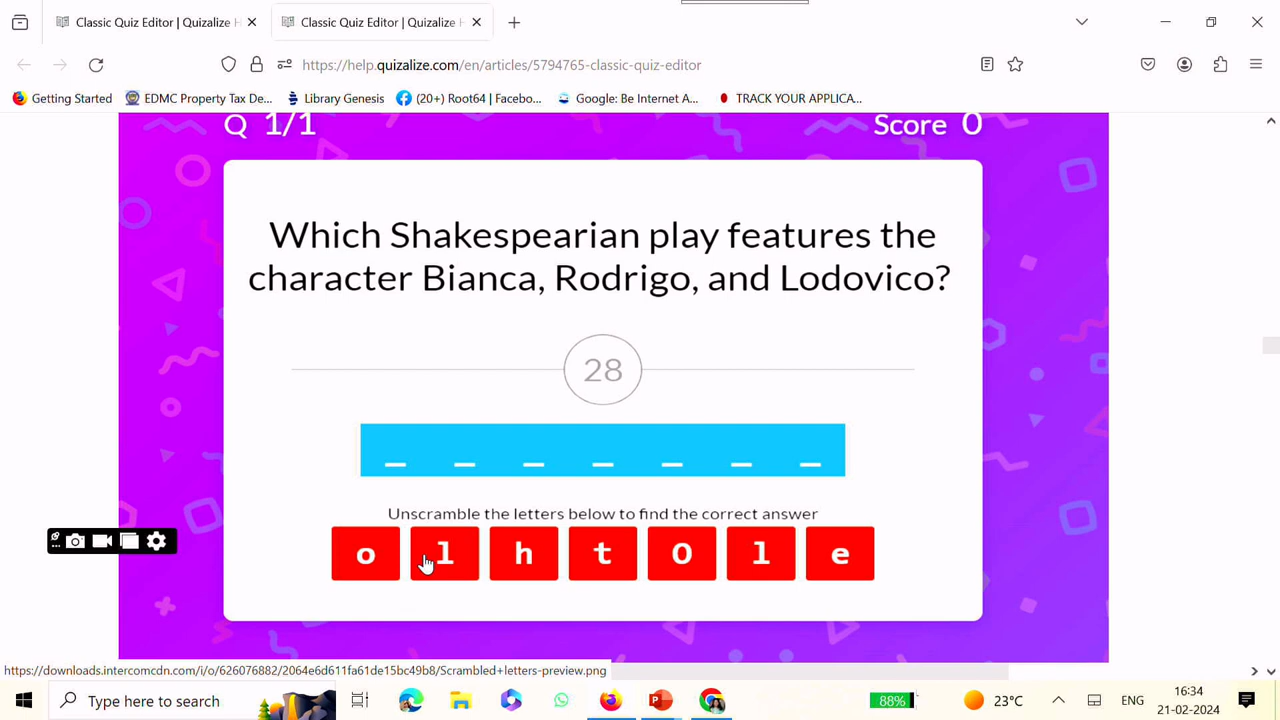 Classic Quiz Editor | Quizalize H
Classic Quiz Editor | Quizalize H
https://help.quizalize.com/en/articles/5794765-classic-quiz-editor
Getting Started
EDMC Property Tax De...
Library Genesis
(20+) Root64 | Facebo...
Google: Be Internet A...
TRACK YOUR APPLICA...
Q 1/1
Score 0
Which Shakespearian play features the
character Bianca, Rodrigo, and Lodovico?
28
Unscramble the letters below to find the correct answer
o l h t O l e
https://downloads.intercomcdn.com/i/o/626076882/2064e6d611fa61de15bc49b8/Scrambled+letters-preview.png
Type here to search
88%
23°C
ENG
16:34
21-02-2024